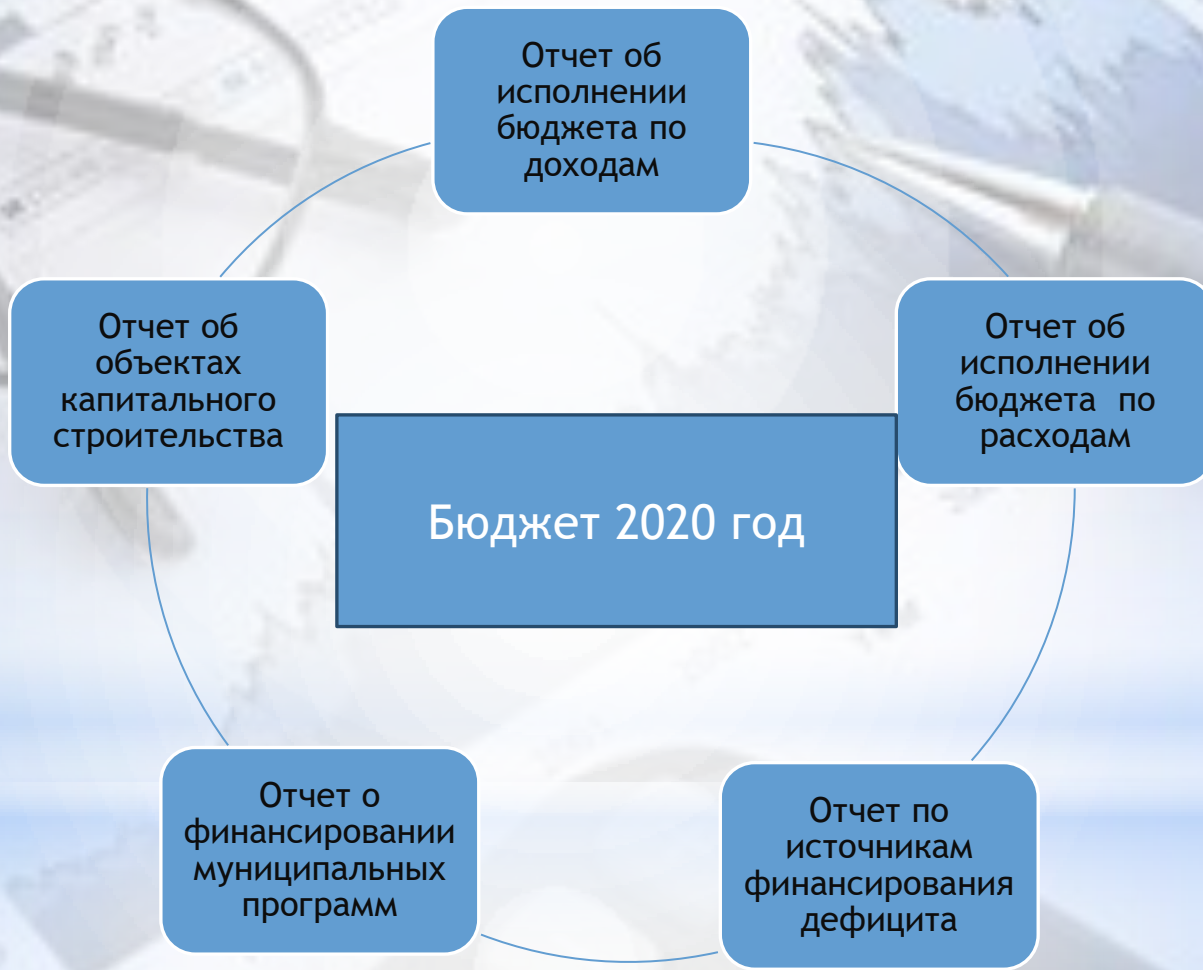 Отчет об
исполнении
бюджета по
доходам
Отчет об
объектах
капитального
строительства
Отчет об
исполнении
бюджета по
расходам
Бюджет 2020 год
Отчет о
финансировании
муниципальных
программ
Отчет по
источникам
финансирования
дефицита